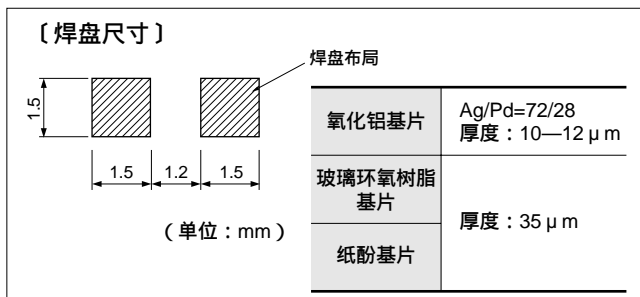 〔焊盘尺寸〕
焊盘布局
1.5
1.5
1.2
1.5
（单位：mm）
氧化铝基片
Ag/Pd=72/28
厚度：10—12 μ m
玻璃环氧树脂
基片
纸酚基片
厚度：35 μ m